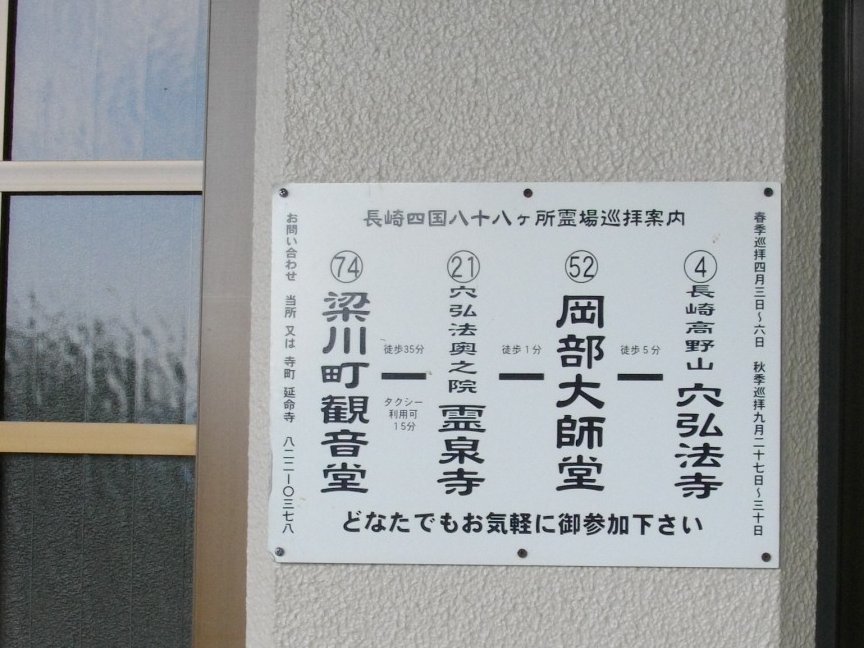 長崎四国八十八ヶ所霊場巡拝案内
春季巡拝四月三日～六日 秋季巡拝九月二十七日～三十日
④
長崎高野山 穴弘法寺
徒歩5分
52
岡部大師堂
徒歩1分
21
穴弘法奥之院 霊泉寺
徒歩35分
タクシー
利用可
15分
74
梁川町観音堂
お問い合わせ 当所 又は 寺町 延命寺 八二二ー〇三七八
どなたでもお気軽に御参加下さい